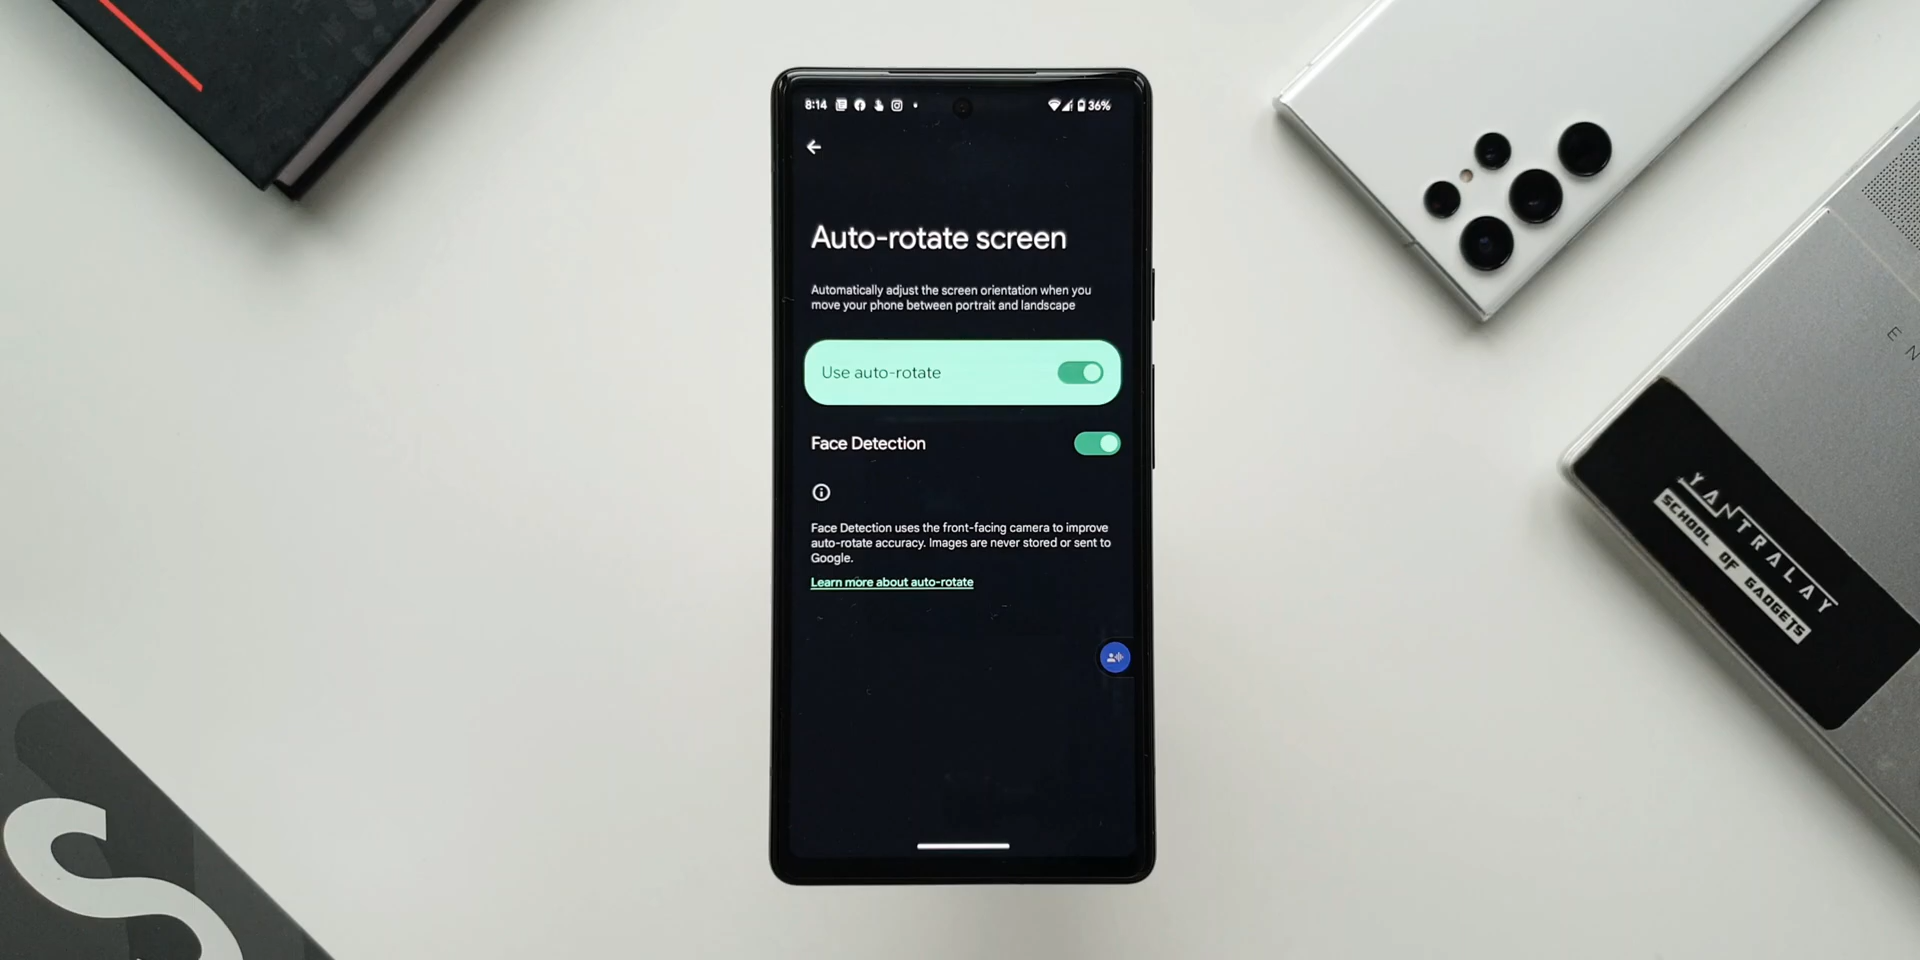 8:14
36%
Auto-rotate screen
Automatically adjust the screen orientation when you
move your phone between portrait and landscape
Use auto-rotate
Face Detection
Face Detection uses the front-facing camera to improve
auto-rotate accuracy. Images are never stored or sent to
Google.
Learn more about auto-rotate
E N
YANTRALAY
SCHOOL OF GADGETS
S